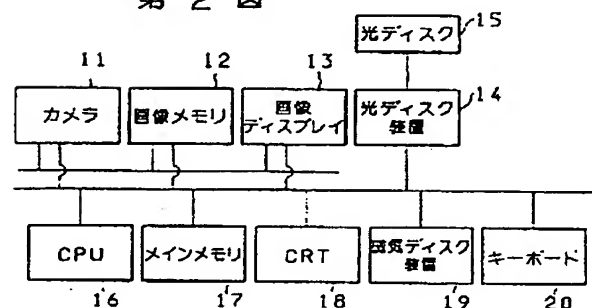 第 2 図
15
光ディスク
11 12 13 14
カメラ 画像メモリ 画像
ディスプレイ 光ディスク
装置
CPU メインメモリ CRT 磁気ディスク
装置 キーボード
16 17 18 19 20